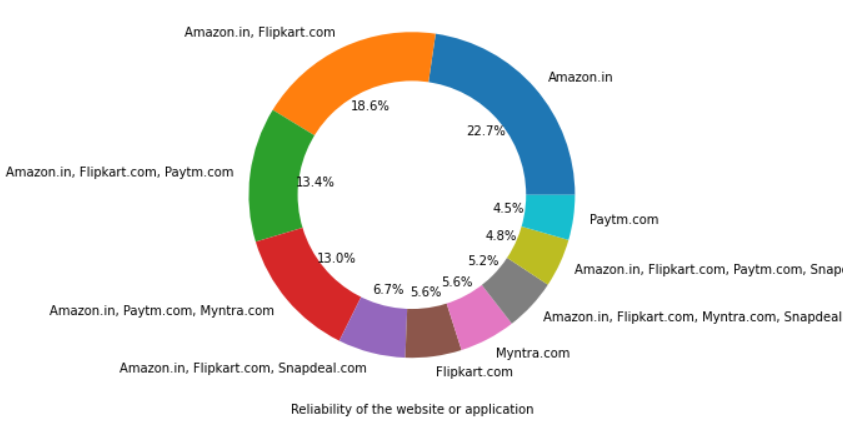 Amazon.in, Flipkart.com
Amazon.in
18.6%
22.7%
Amazon.in, Flipkart.com, Paytm.com
13.4%
4.5%
Paytm.com
4.8%
13.0%
5.2%
Amazon.in, Flipkart.com, Paytm.com, Snap
6.7%
5.6%
5.6%
Amazon.in, Paytm.com, Myntra.com
Amazon.in, Flipkart.com, Myntra.com, Snapdeal
Myntra.com
Amazon.in, Flipkart.com, Snapdeal.com
Flipkart.com
Reliability of the website or application